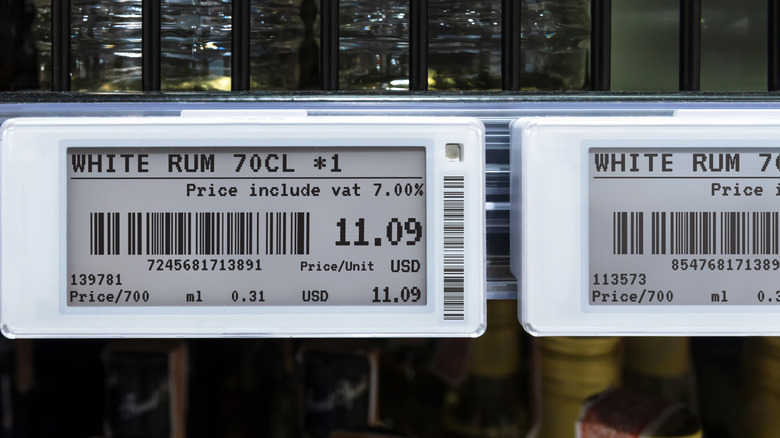 WHITE RUM 70CL *1
Price include vat 7.00%
11.09
7245681713891
Price/Unit USD
139781
Price/700 ml 0.31 USD 11.09
WHITE RUM 70
Price
854768171389
113573
Price/700 ml 0.3